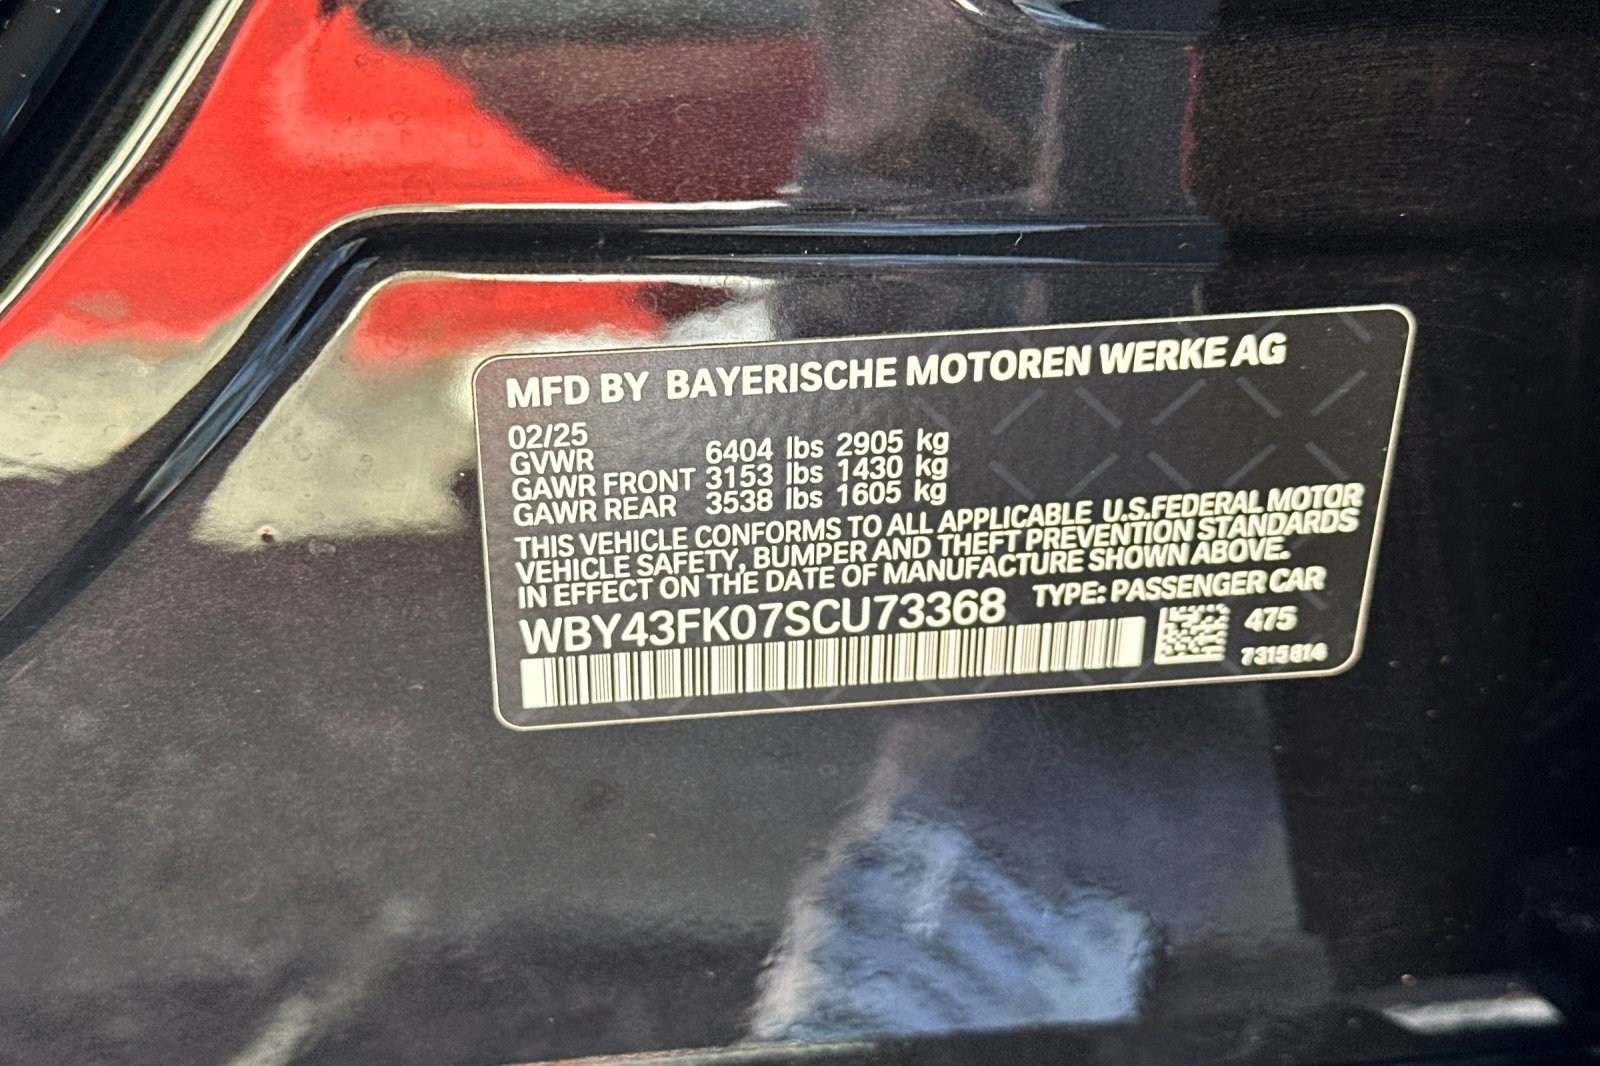 MFD BY BAYERISCHE MOTOREN WERKE AG
02/25
GVWR 6404 lbs 2905 kg
GAWR FRONT 3153 lbs 1430 kg
GAWR REAR 3538 lbs 1605 kg
THIS VEHICLE CONFORMS TO ALL APPLICABLE U.S.FEDERAL MOTOR
VEHICLE SAFETY, BUMPER AND THEFT PREVENTION STANDARDS
IN EFFECT ON THE DATE OF MANUFACTURE SHOWN ABOVE.
WBY43FK07SCU73368 TYPE: PASSENGER CAR
475
7315814